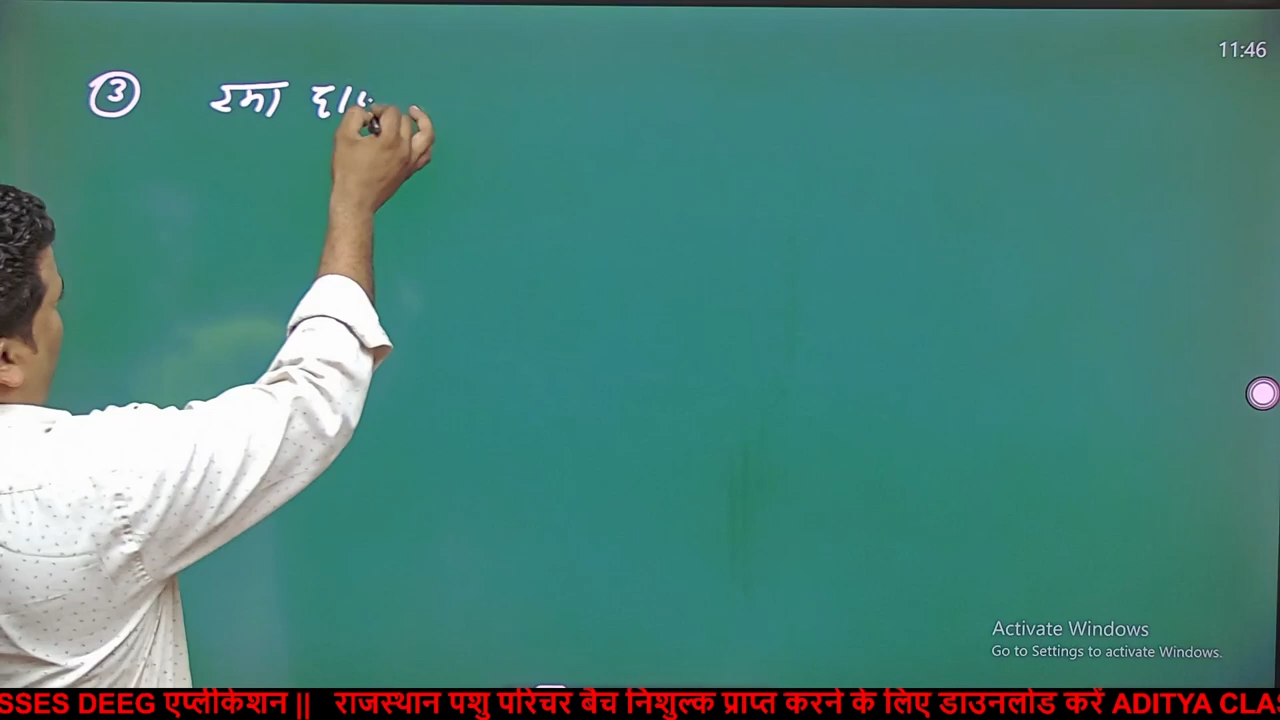 11:46
③ रमा
Activate Windows
Go to Settings to activate Windows.
SSES DEEG एप्लीकेशन || राजस्थान पशु परिचर बैच निशुल्क प्राप्त करने के लिए डाउनलोड करें ADITYA CLAS